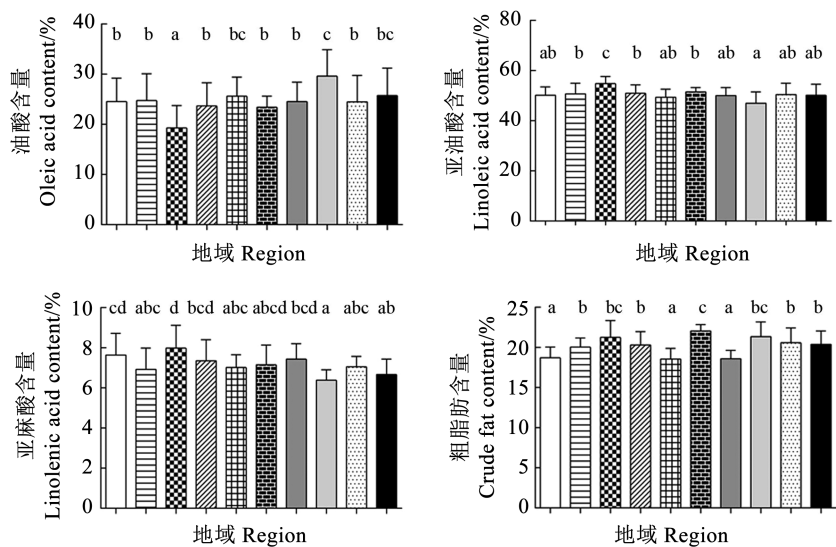 油酸含量
Oleic acid content/%
40
30
20
10
0
b b a b bc b b c b bc
地域 Region
亚油酸含量
Linoleic acid content/%
80
60
40
20
0
ab b c b ab b ab a ab ab
地域 Region
亚麻酸含量
Linolenic acid content/%
10
8
6
4
2
0
cd abc d bcd abc abcd bcd a abc ab
地域 Region
粗脂肪含量
Crude fat content/%
25
20
15
10
5
0
a b bc b a c a bc b b
地域 Region